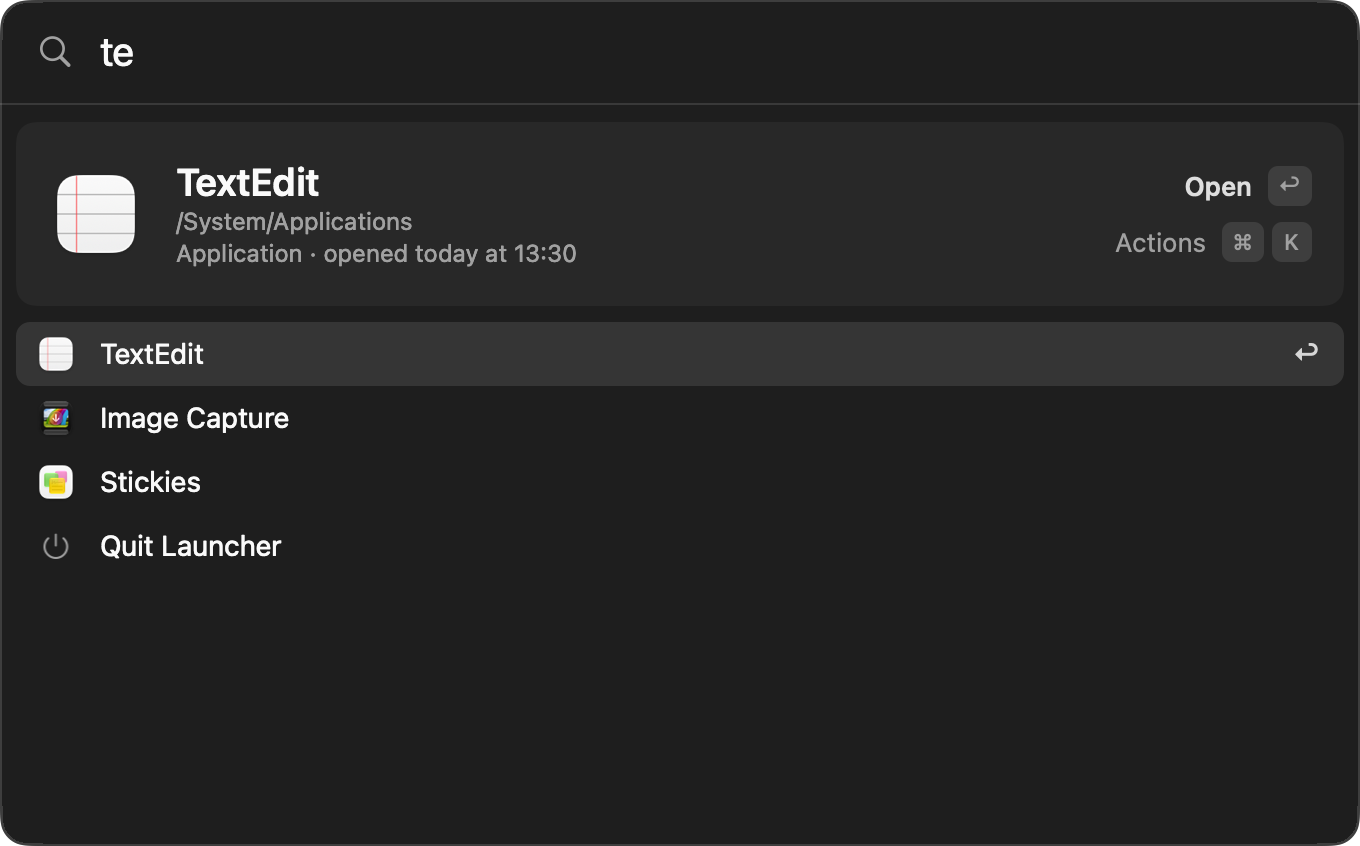 te
TextEdit
/System/Applications
Application · opened today at 13:30
Open ↩
Actions ⌘ K
TextEdit ↩
Image Capture
Stickies
Quit Launcher